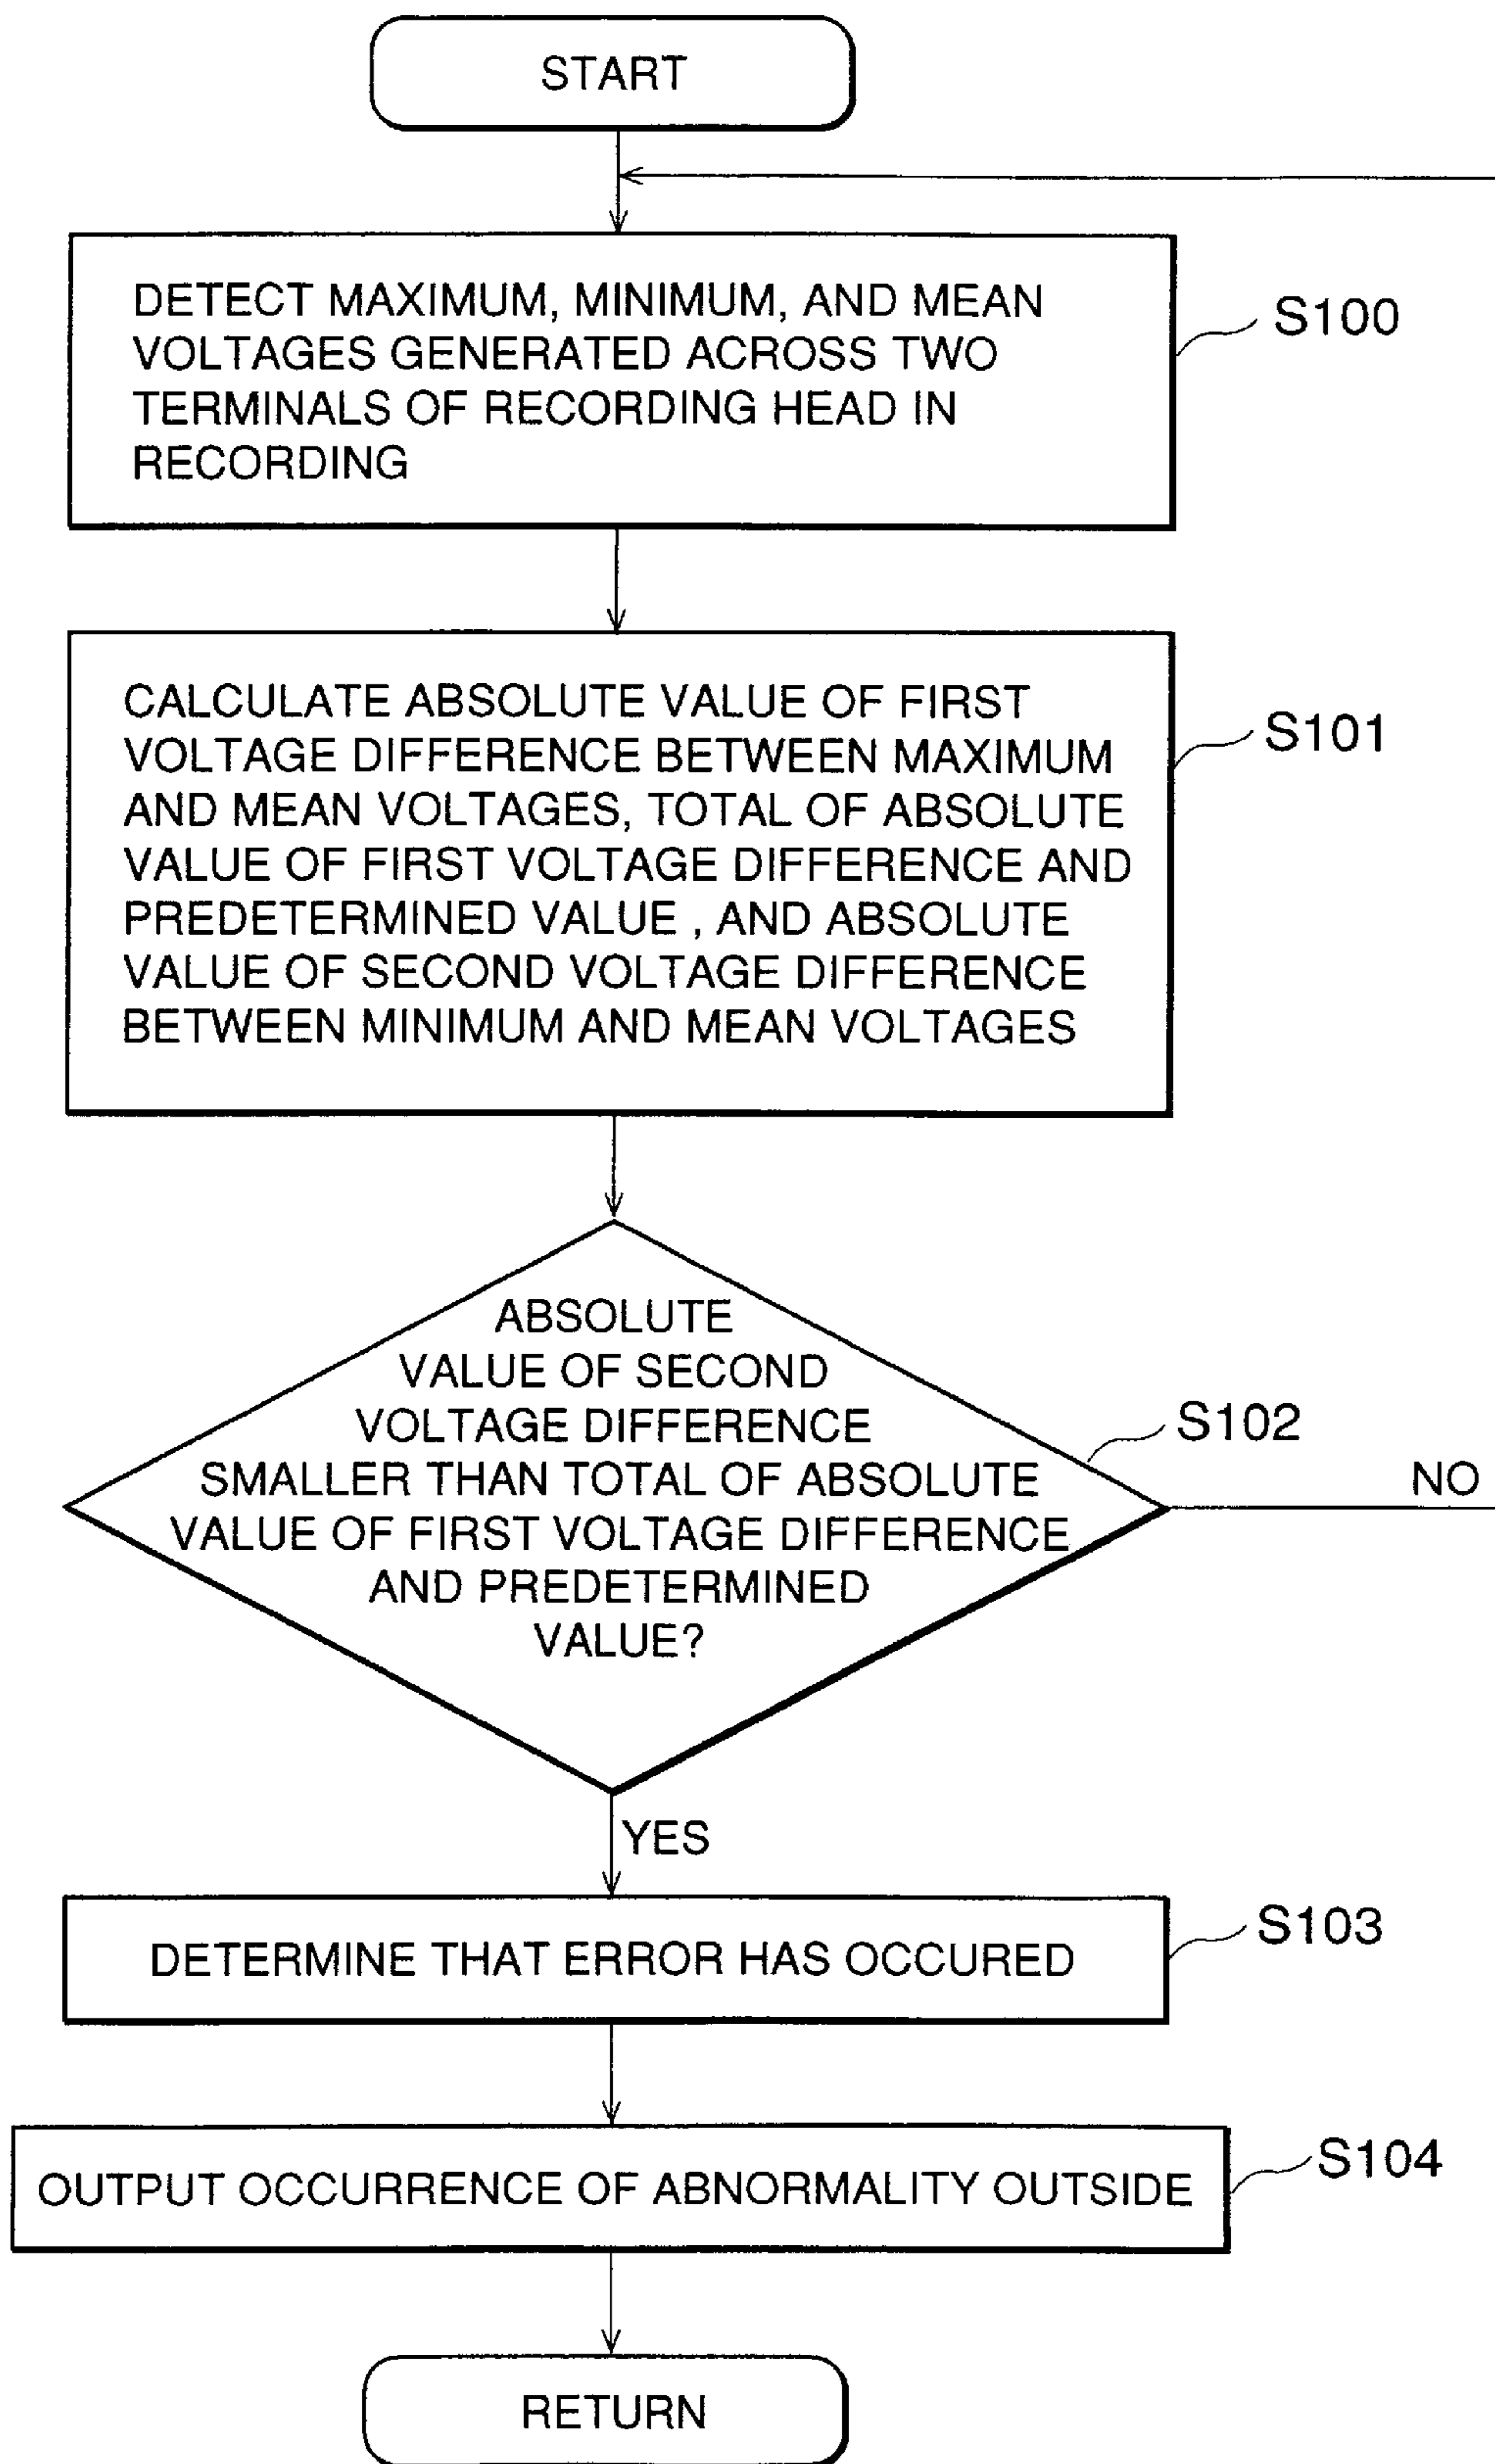 START
DETECT MAXIMUM, MINIMUM, AND MEAN
VOLTAGES GENERATED ACROSS TWO
TERMINALS OF RECORDING HEAD IN
RECORDING
S100
CALCULATE ABSOLUTE VALUE OF FIRST
VOLTAGE DIFFERENCE BETWEEN MAXIMUM
AND MEAN VOLTAGES, TOTAL OF ABSOLUTE
VALUE OF FIRST VOLTAGE DIFFERENCE AND
PREDETERMINED VALUE , AND ABSOLUTE
VALUE OF SECOND VOLTAGE DIFFERENCE
BETWEEN MINIMUM AND MEAN VOLTAGES
S101
ABSOLUTE
VALUE OF SECOND
VOLTAGE DIFFERENCE
SMALLER THAN TOTAL OF ABSOLUTE
VALUE OF FIRST VOLTAGE DIFFERENCE
AND PREDETERMINED
VALUE?
S102
NO
YES
DETERMINE THAT ERROR HAS OCCURED
S103
OUTPUT OCCURRENCE OF ABNORMALITY OUTSIDE
S104
RETURN